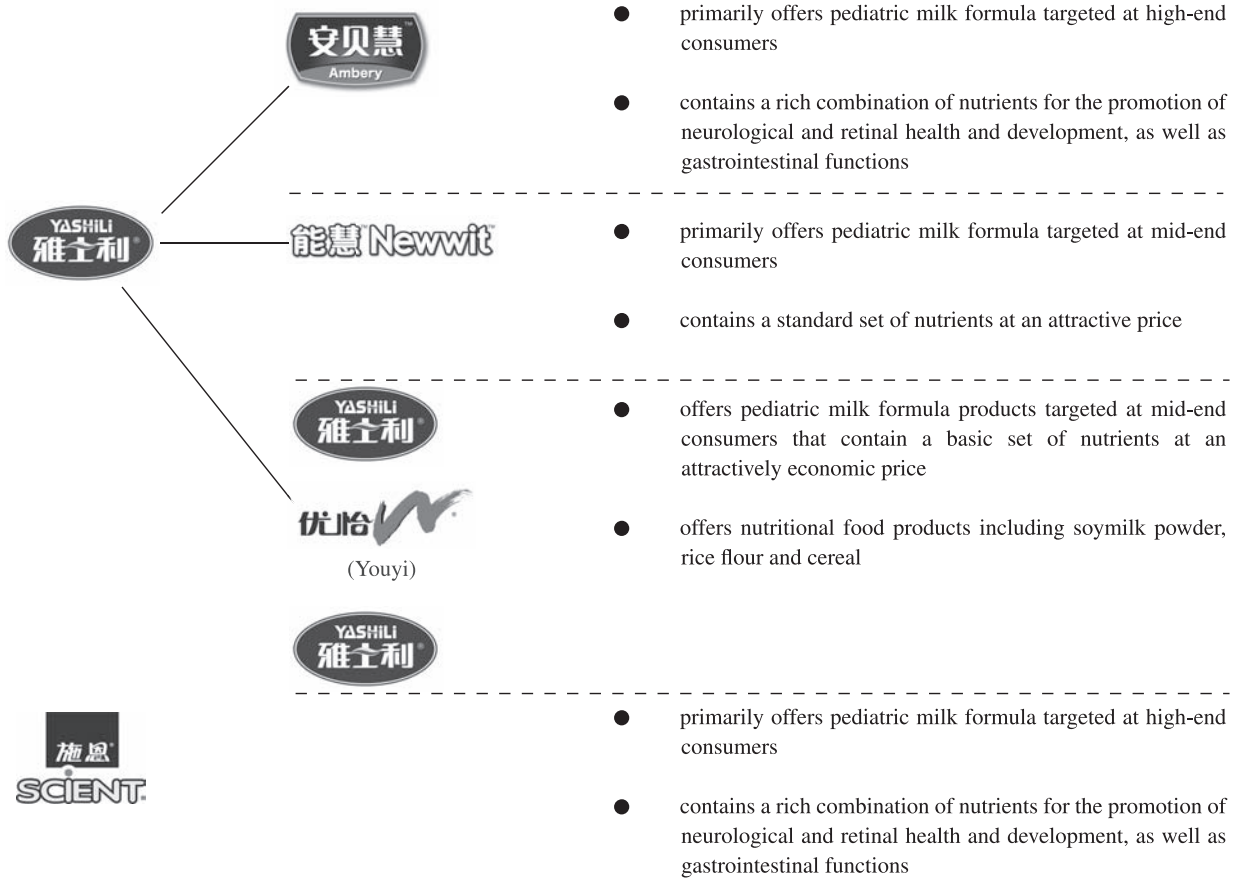 安贝慧™
Ambery
● primarily offers pediatric milk formula targeted at high-end
consumers
● contains a rich combination of nutrients for the promotion of
neurological and retinal health and development, as well as
gastrointestinal functions
YASHILI
雅士利®
能慧™ Newwit™
● primarily offers pediatric milk formula targeted at mid-end
consumers
● contains a standard set of nutrients at an attractive price
YASHILI
雅士利®
优怡
(Youyi)
● offers pediatric milk formula products targeted at mid-end
consumers that contain a basic set of nutrients at an
attractively economic price
● offers nutritional food products including soymilk powder,
rice flour and cereal
YASHILI
雅士利®
施恩®
SCIENT
● primarily offers pediatric milk formula targeted at high-end
consumers
● contains a rich combination of nutrients for the promotion of
neurological and retinal health and development, as well as
gastrointestinal functions